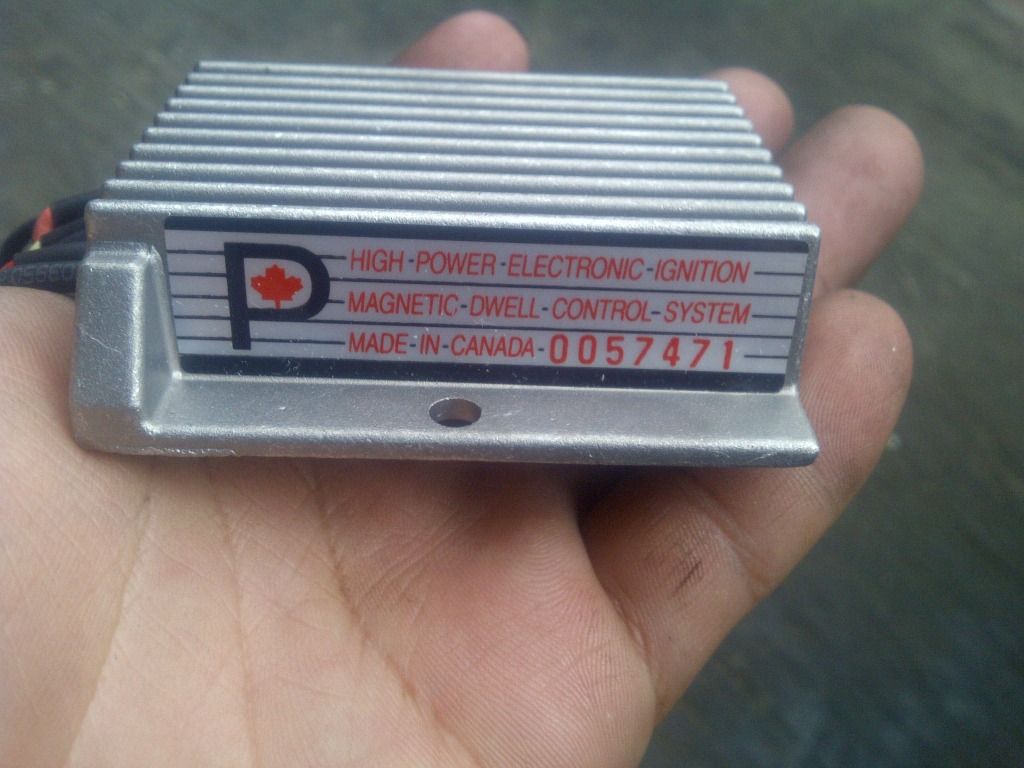 P
HIGH-POWER-ELECTRONIC-IGNITION
MAGNETIC-DWELL-CONTROL-SYSTEM
MADE-IN-CANADA-0057471